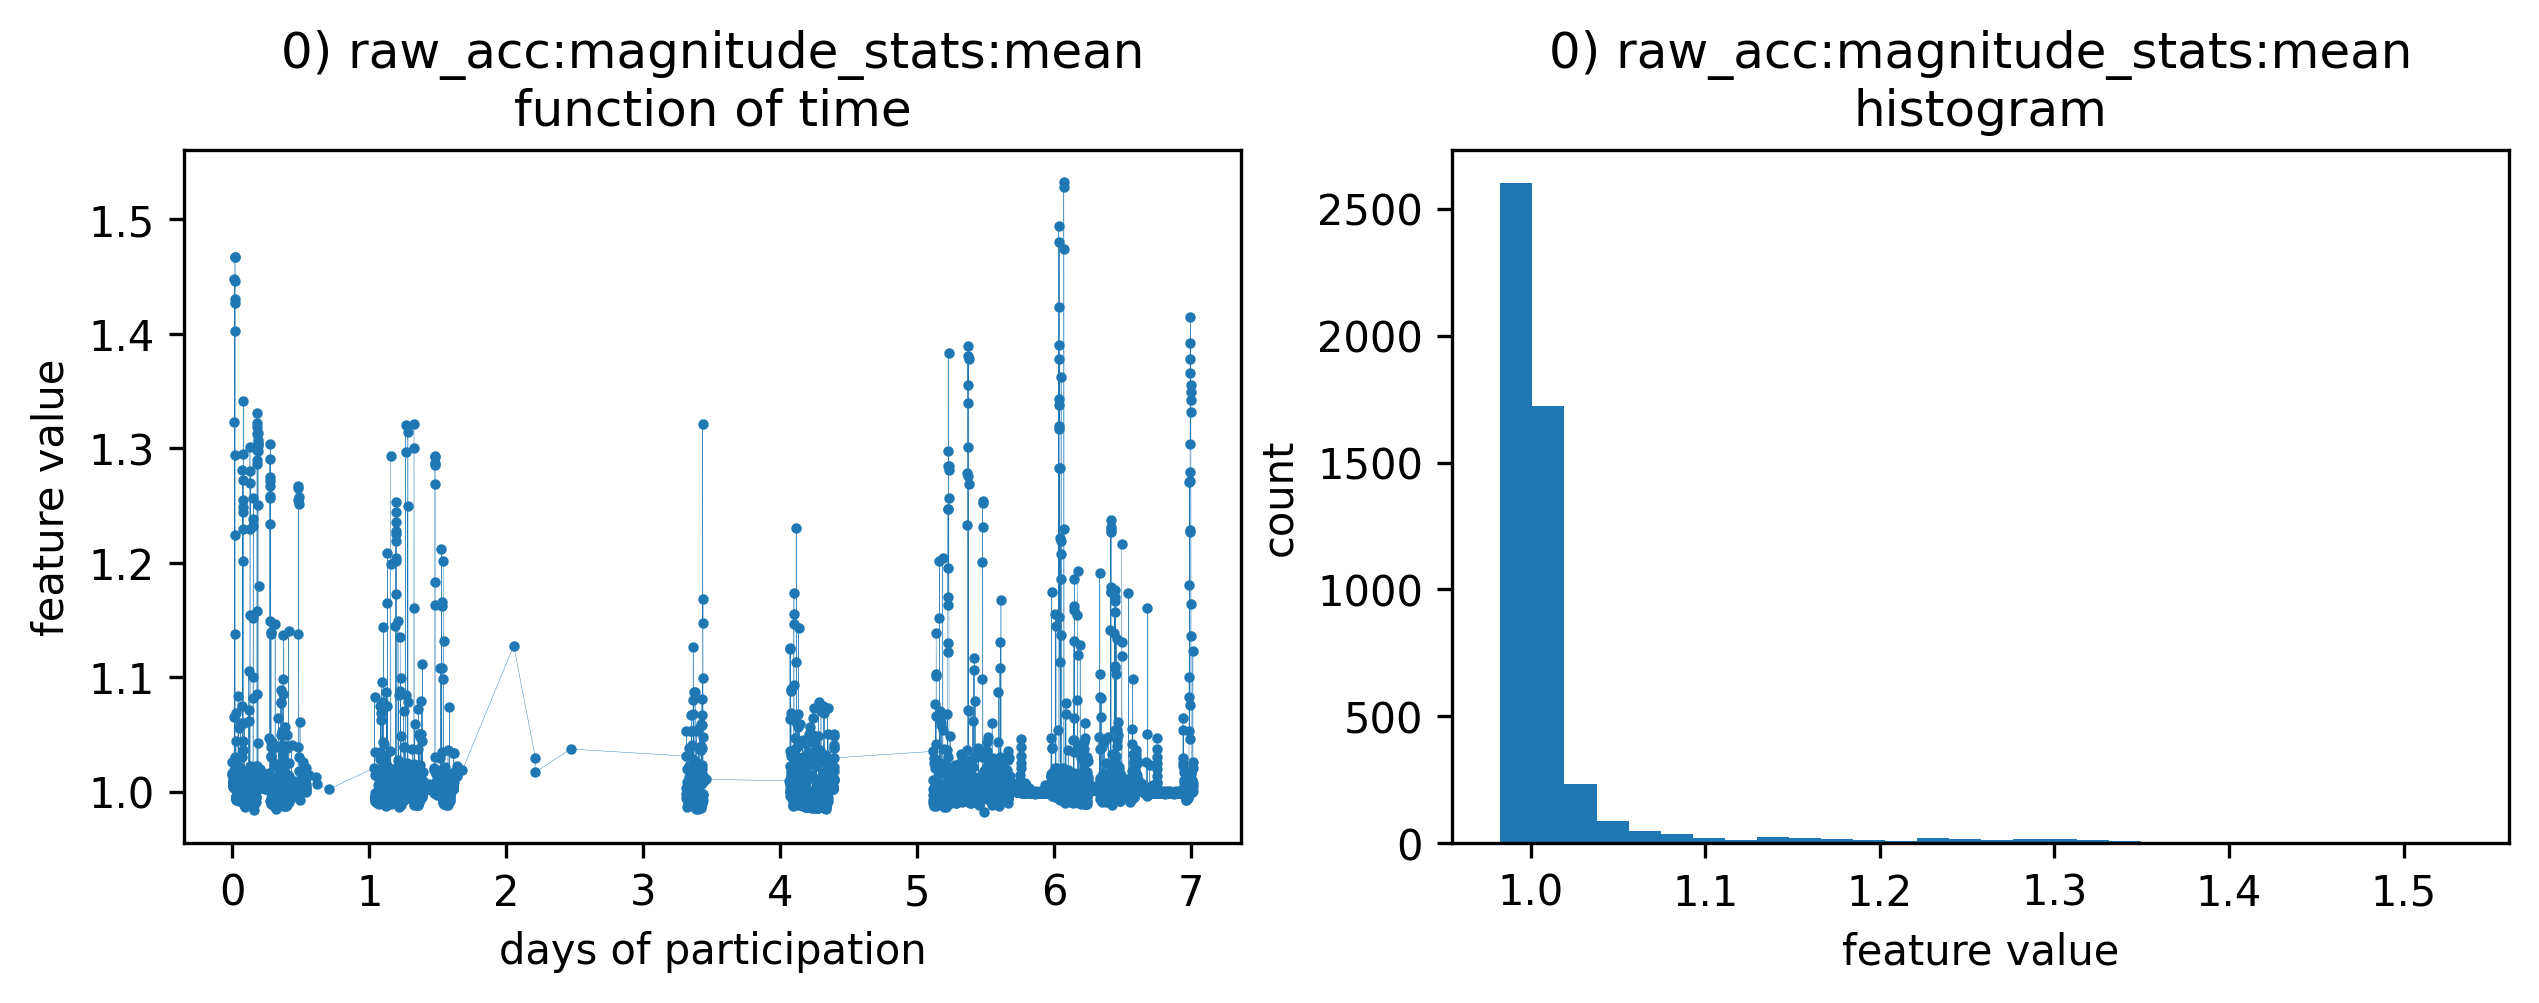 0) raw_acc:magnitude_stats:mean
function of time
feature value
1.5
1.4
1.3
1.2
1.1
1.0
0 1 2 3 4 5 6 7
days of participation
0) raw_acc:magnitude_stats:mean
histogram
count
2500
2000
1500
1000
500
0
1.0 1.1 1.2 1.3 1.4 1.5
feature value